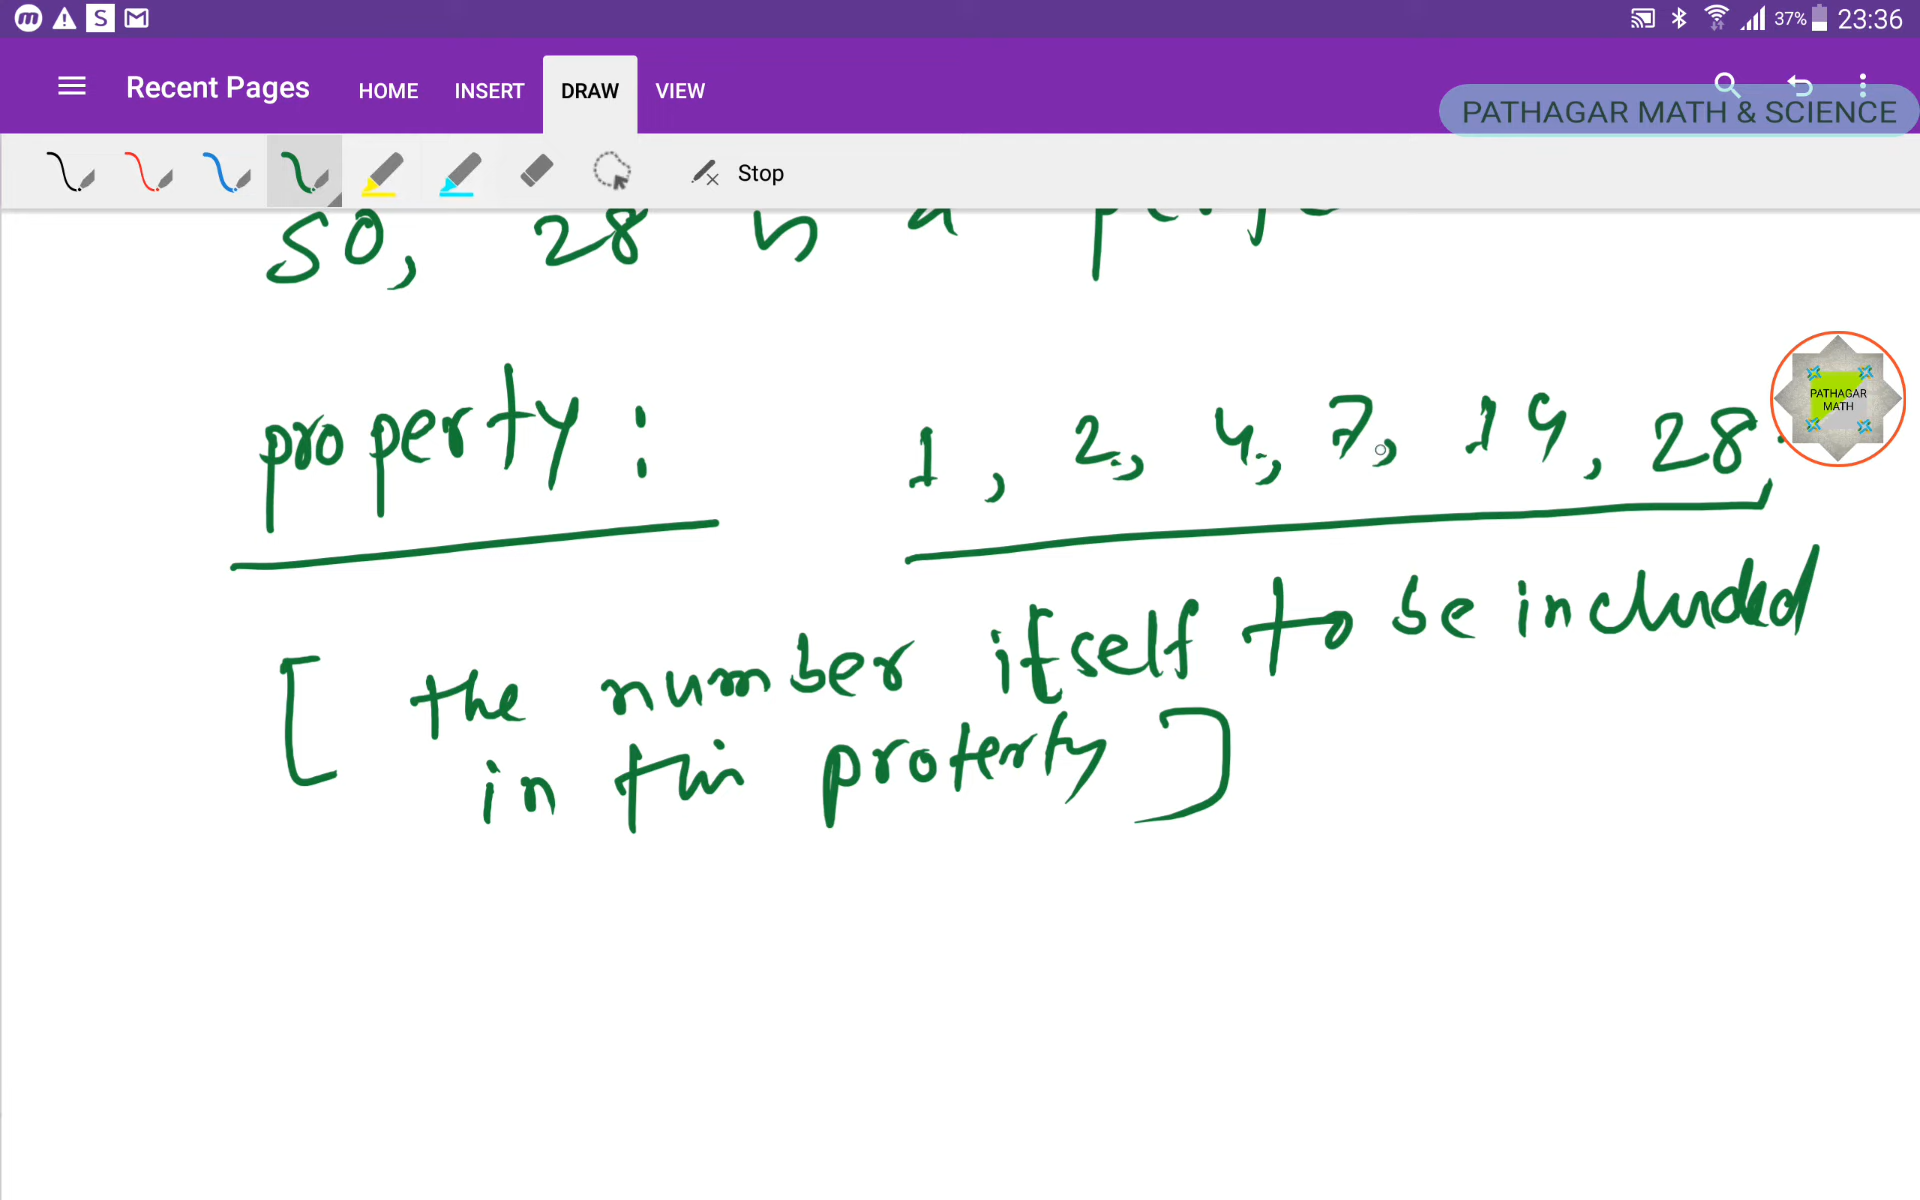 m S M 37% 23:36
Recent Pages HOME INSERT DRAW VIEW
PATHAGAR MATH & SCIENCE
Stop
so, 28 is a
property : 1, 2, 4, 7, 14, 28.
PATHAGAR
MATH
[ the number itself to be included
in this property ]